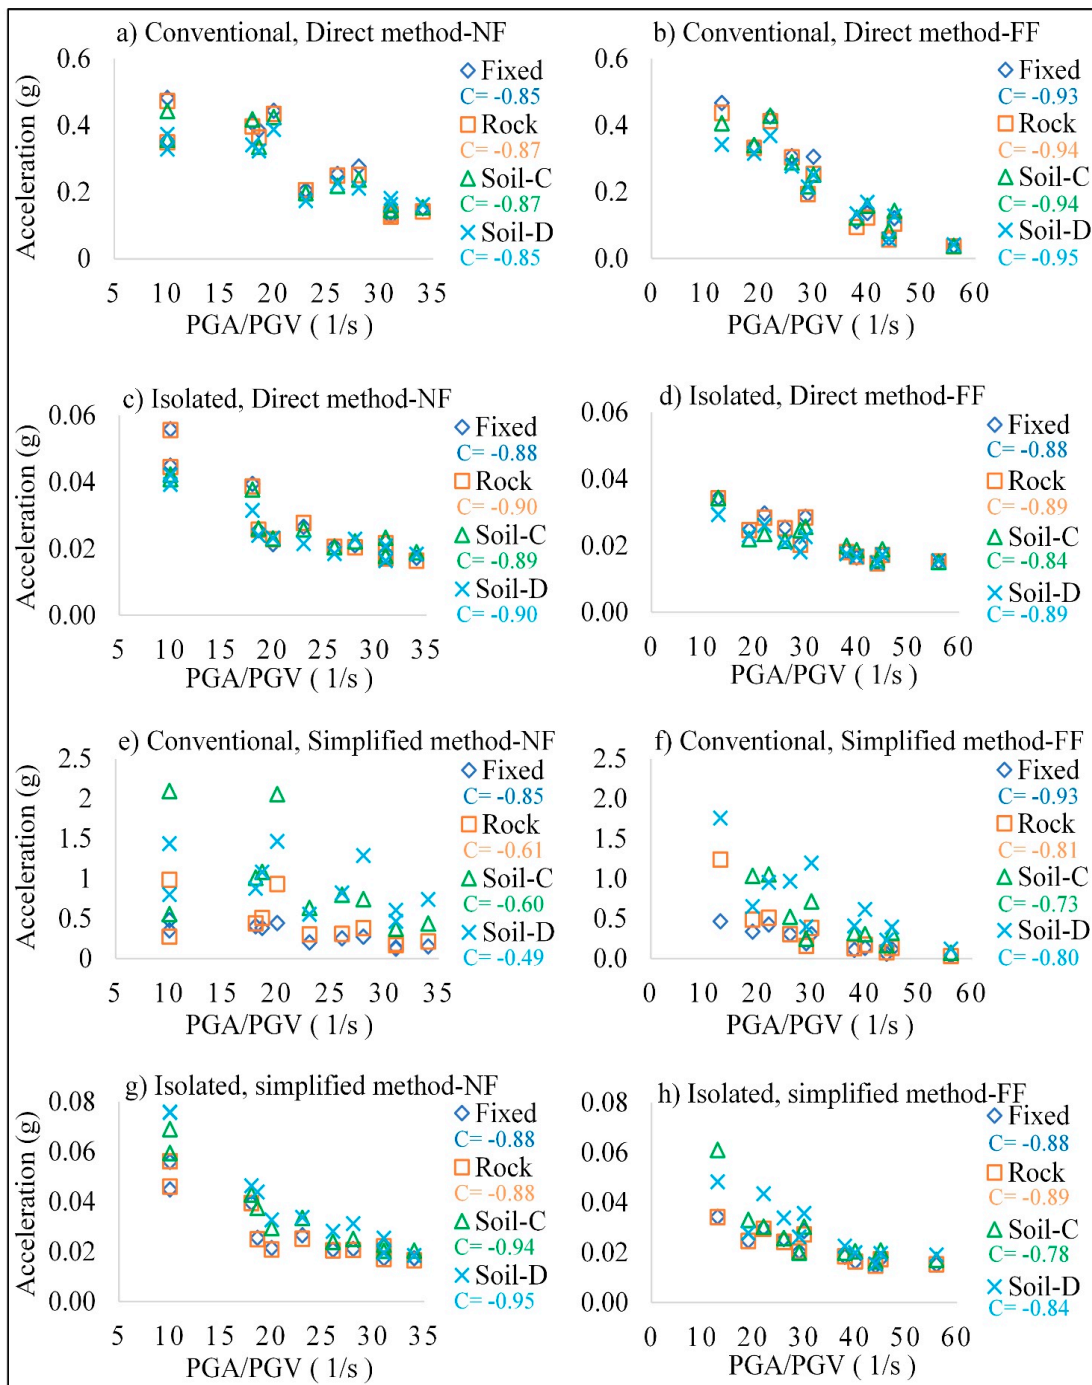 a) Conventional, Direct method-NF
Acceleration (g)
0.6
0.4
0.2
0
5 10 15 20 25 30 35
PGA/PGV ( 1/s )
Fixed
C= -0.85
Rock
C= -0.87
Soil-C
C= -0.87
Soil-D
C= -0.85
b) Conventional, Direct method-FF
0.6
0.4
0.2
0.0
0 10 20 30 40 50 60
PGA/PGV ( 1/s )
Fixed
C= -0.93
Rock
C= -0.94
Soil-C
C= -0.94
Soil-D
C= -0.95
c) Isolated, Direct method-NF
Acceleration (g)
0.06
0.04
0.02
0.00
5 10 15 20 25 30 35
PGA/PGV ( 1/s )
Fixed
C= -0.88
Rock
C= -0.90
Soil-C
C= -0.89
Soil-D
C= -0.90
d) Isolated, Direct method-FF
0.06
0.04
0.02
0.00
0 10 20 30 40 50 60
PGA/PGV ( 1/s )
Fixed
C= -0.88
Rock
C= -0.89
Soil-C
C= -0.84
Soil-D
C= -0.89
e) Conventional, Simplified method-NF
Acceleration (g)
2.5
2
1.5
1
0.5
0
5 10 15 20 25 30 35
PGA/PGV ( 1/s )
Fixed
C= -0.85
Rock
C= -0.61
Soil-C
C= -0.60
Soil-D
C= -0.49
f) Conventional, Simplified method-FF
2.5
2.0
1.5
1.0
0.5
0.0
0 10 20 30 40 50 60
PGA/PGV ( 1/s )
Fixed
C= -0.93
Rock
C= -0.81
Soil-C
C= -0.73
Soil-D
C= -0.80
g) Isolated, simplified method-NF
Acceleration (g)
0.08
0.06
0.04
0.02
0.00
5 10 15 20 25 30 35
PGA/PGV ( 1/s )
Fixed
C= -0.88
Rock
C= -0.88
Soil-C
C= -0.94
Soil-D
C= -0.95
h) Isolated, simplified method-FF
0.08
0.06
0.04
0.02
0.00
0 10 20 30 40 50 60
PGA/PGV ( 1/s )
Fixed
C= -0.88
Rock
C= -0.89
Soil-C
C= -0.78
Soil-D
C= -0.84